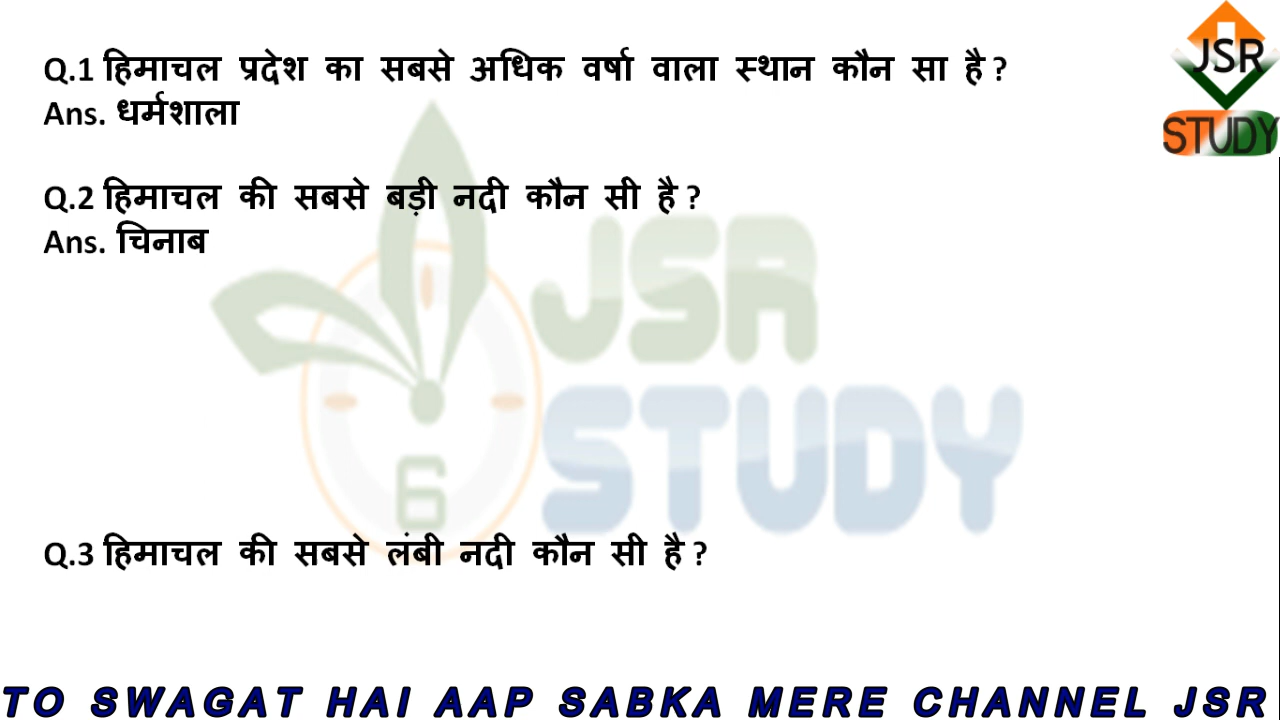 Q.1 हिमाचल प्रदेश का सबसे अधिक वर्षा वाला स्थान कौन सा है ?
Ans. धर्मशाला
Q.2 हिमाचल की सबसे बड़ी नदी कौन सी है ?
Ans. चिनाब
Q.3 हिमाचल की सबसे लंबी नदी कौन सी है ?
JSR
STUDY
JSR
STUDY
6
TO SWAGAT HAI AAP SABKA MERE CHANNEL JSR